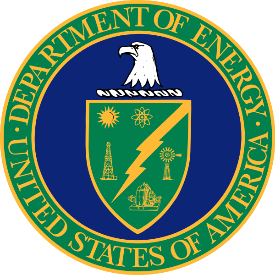 · DEPARTMENT OF ENERGY ·
UNITED STATES OF AMERICA